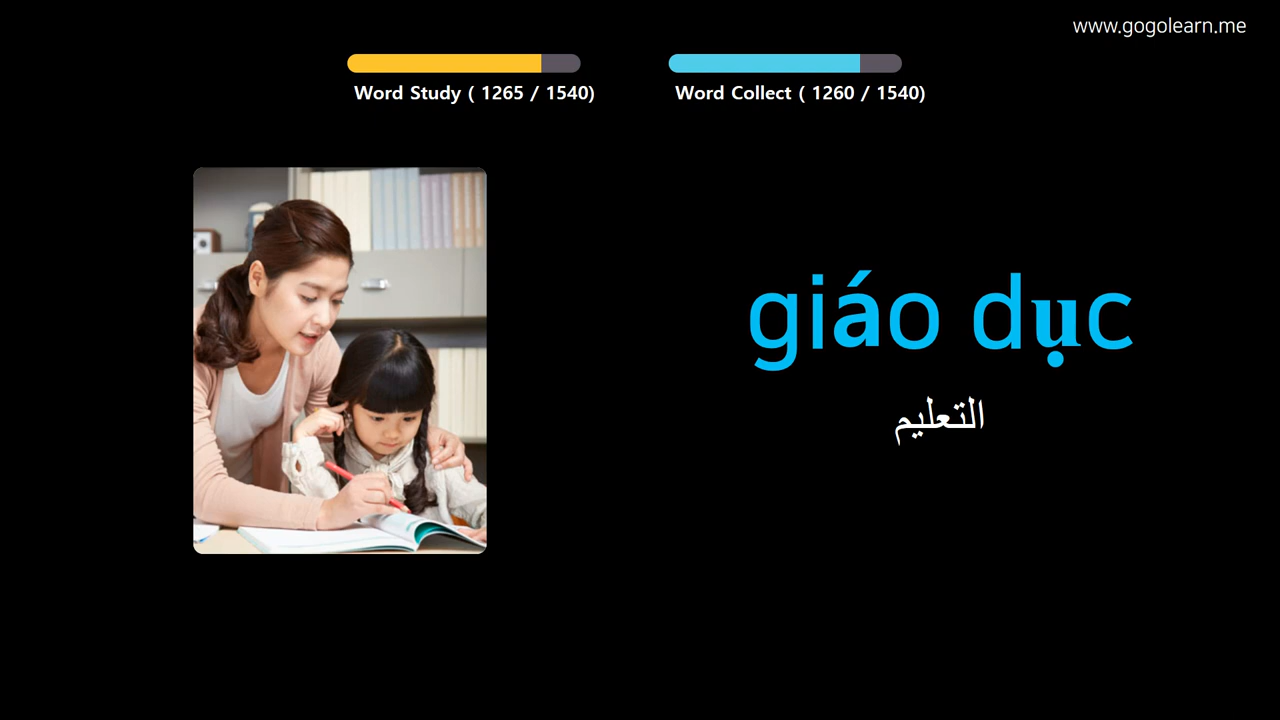 www.gogolearn.me
Word Study ( 1265 / 1540)
Word Collect ( 1260 / 1540)
giáo dục
التعليم